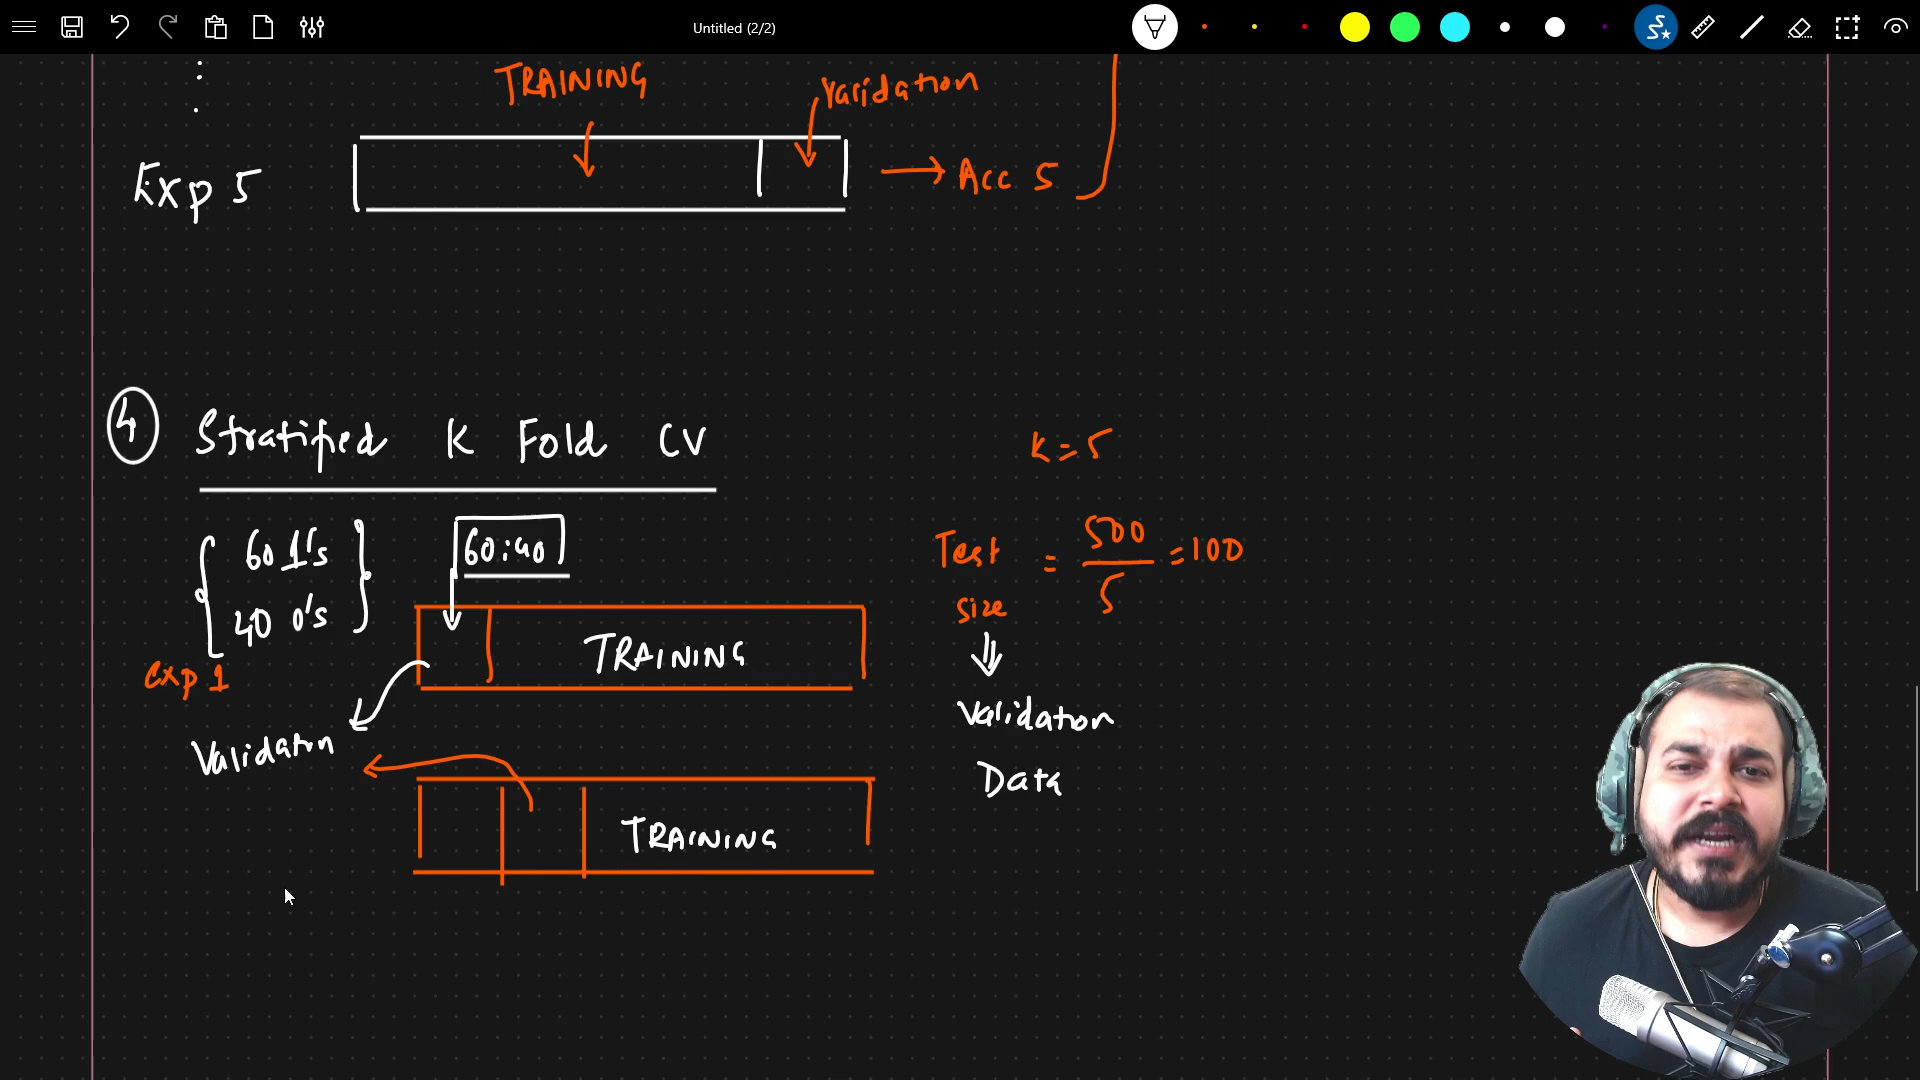 Untitled (2/2)
TRAINING
Validation
Exp 5
Acc 5
4
Stratified K Fold CV
K = 5
60 1's
40 0's
60:40
Test size = 500/5 = 100
TRAINING
Exp 1
Validation
Data
Validatn
TRAINING